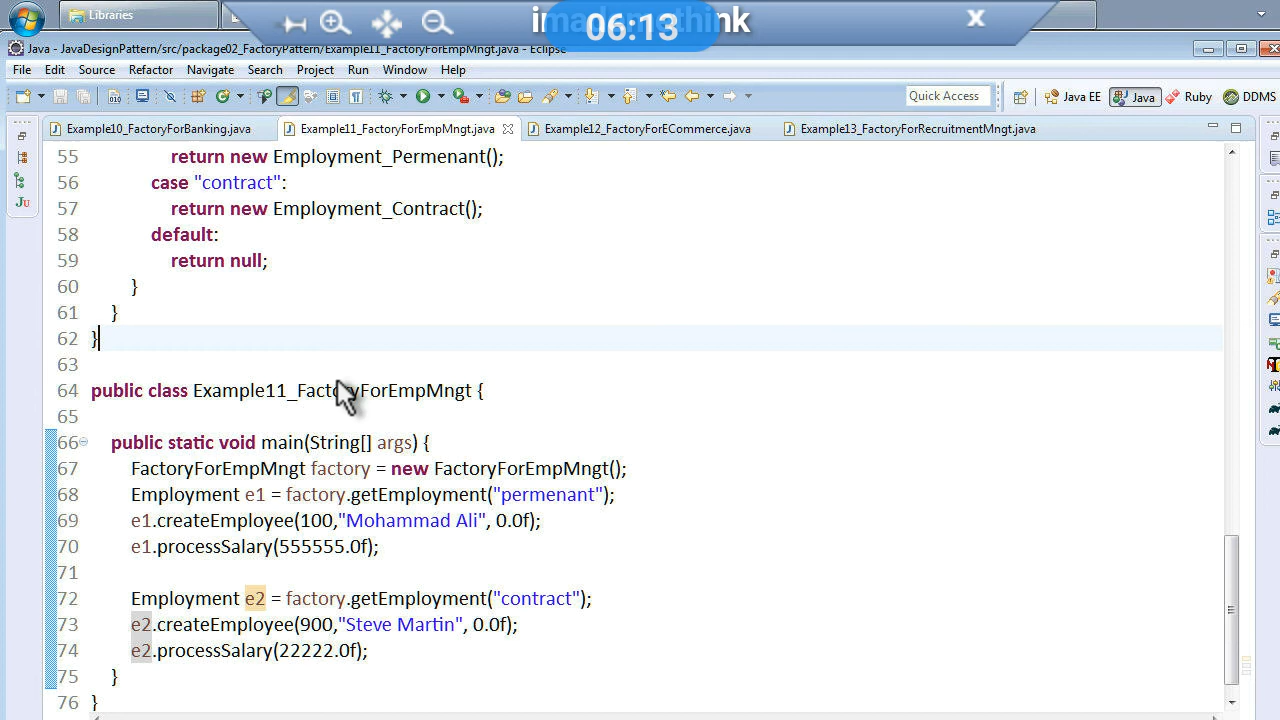 Libraries
06:13
Java - JavaDesignPattern/src/package02_FactoryPattern/Example11_FactoryForEmpMngt.java - Eclipse
File Edit Source Refactor Navigate Search Project Run Window Help
Quick Access Java EE Java Ruby DDMS
Example10_FactoryForBanking.java Example11_FactoryForEmpMngt.java Example12_FactoryForECommerce.java Example13_FactoryForRecruitmentMngt.java
55 return new Employment_Permenant();
56 case "contract":
57 return new Employment_Contract();
58 default:
59 return null;
60 }
61 }
62 }
63
64 public class Example11_FactoryForEmpMngt {
65
66 public static void main(String[] args) {
67 FactoryForEmpMngt factory = new FactoryForEmpMngt();
68 Employment e1 = factory.getEmployment("permenant");
69 e1.createEmployee(100,"Mohammad Ali", 0.0f);
70 e1.processSalary(555555.0f);
71
72 Employment e2 = factory.getEmployment("contract");
73 e2.createEmployee(900,"Steve Martin", 0.0f);
74 e2.processSalary(22222.0f);
75 }
76 }